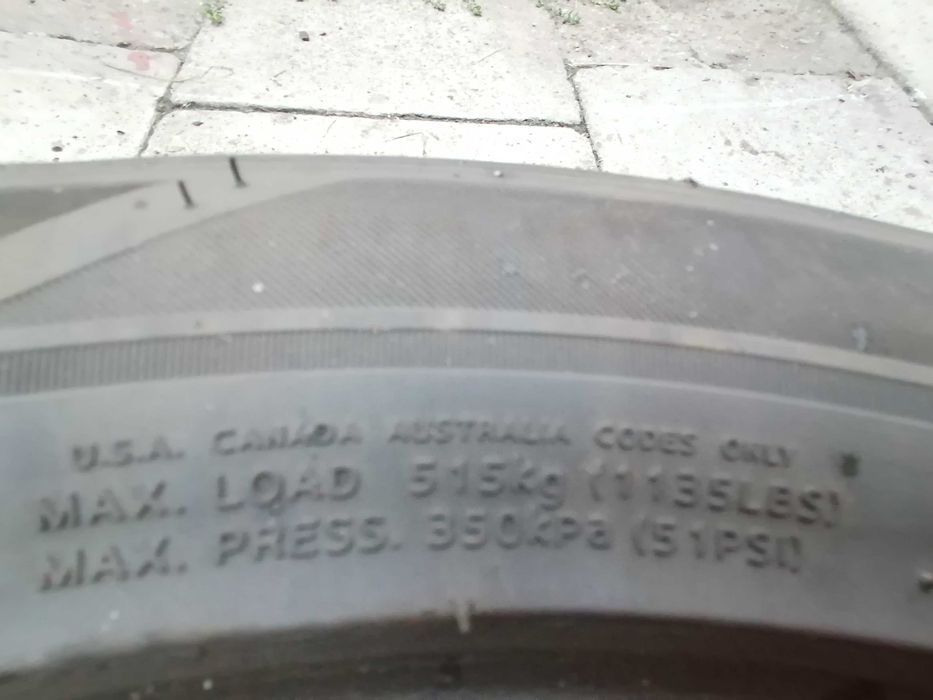 U.S.A. CANADA AUSTRALIA CODES ONLY
MAX. LOAD 515kg (1135LBS)
MAX. PRESS. 350kPa (51PSI)